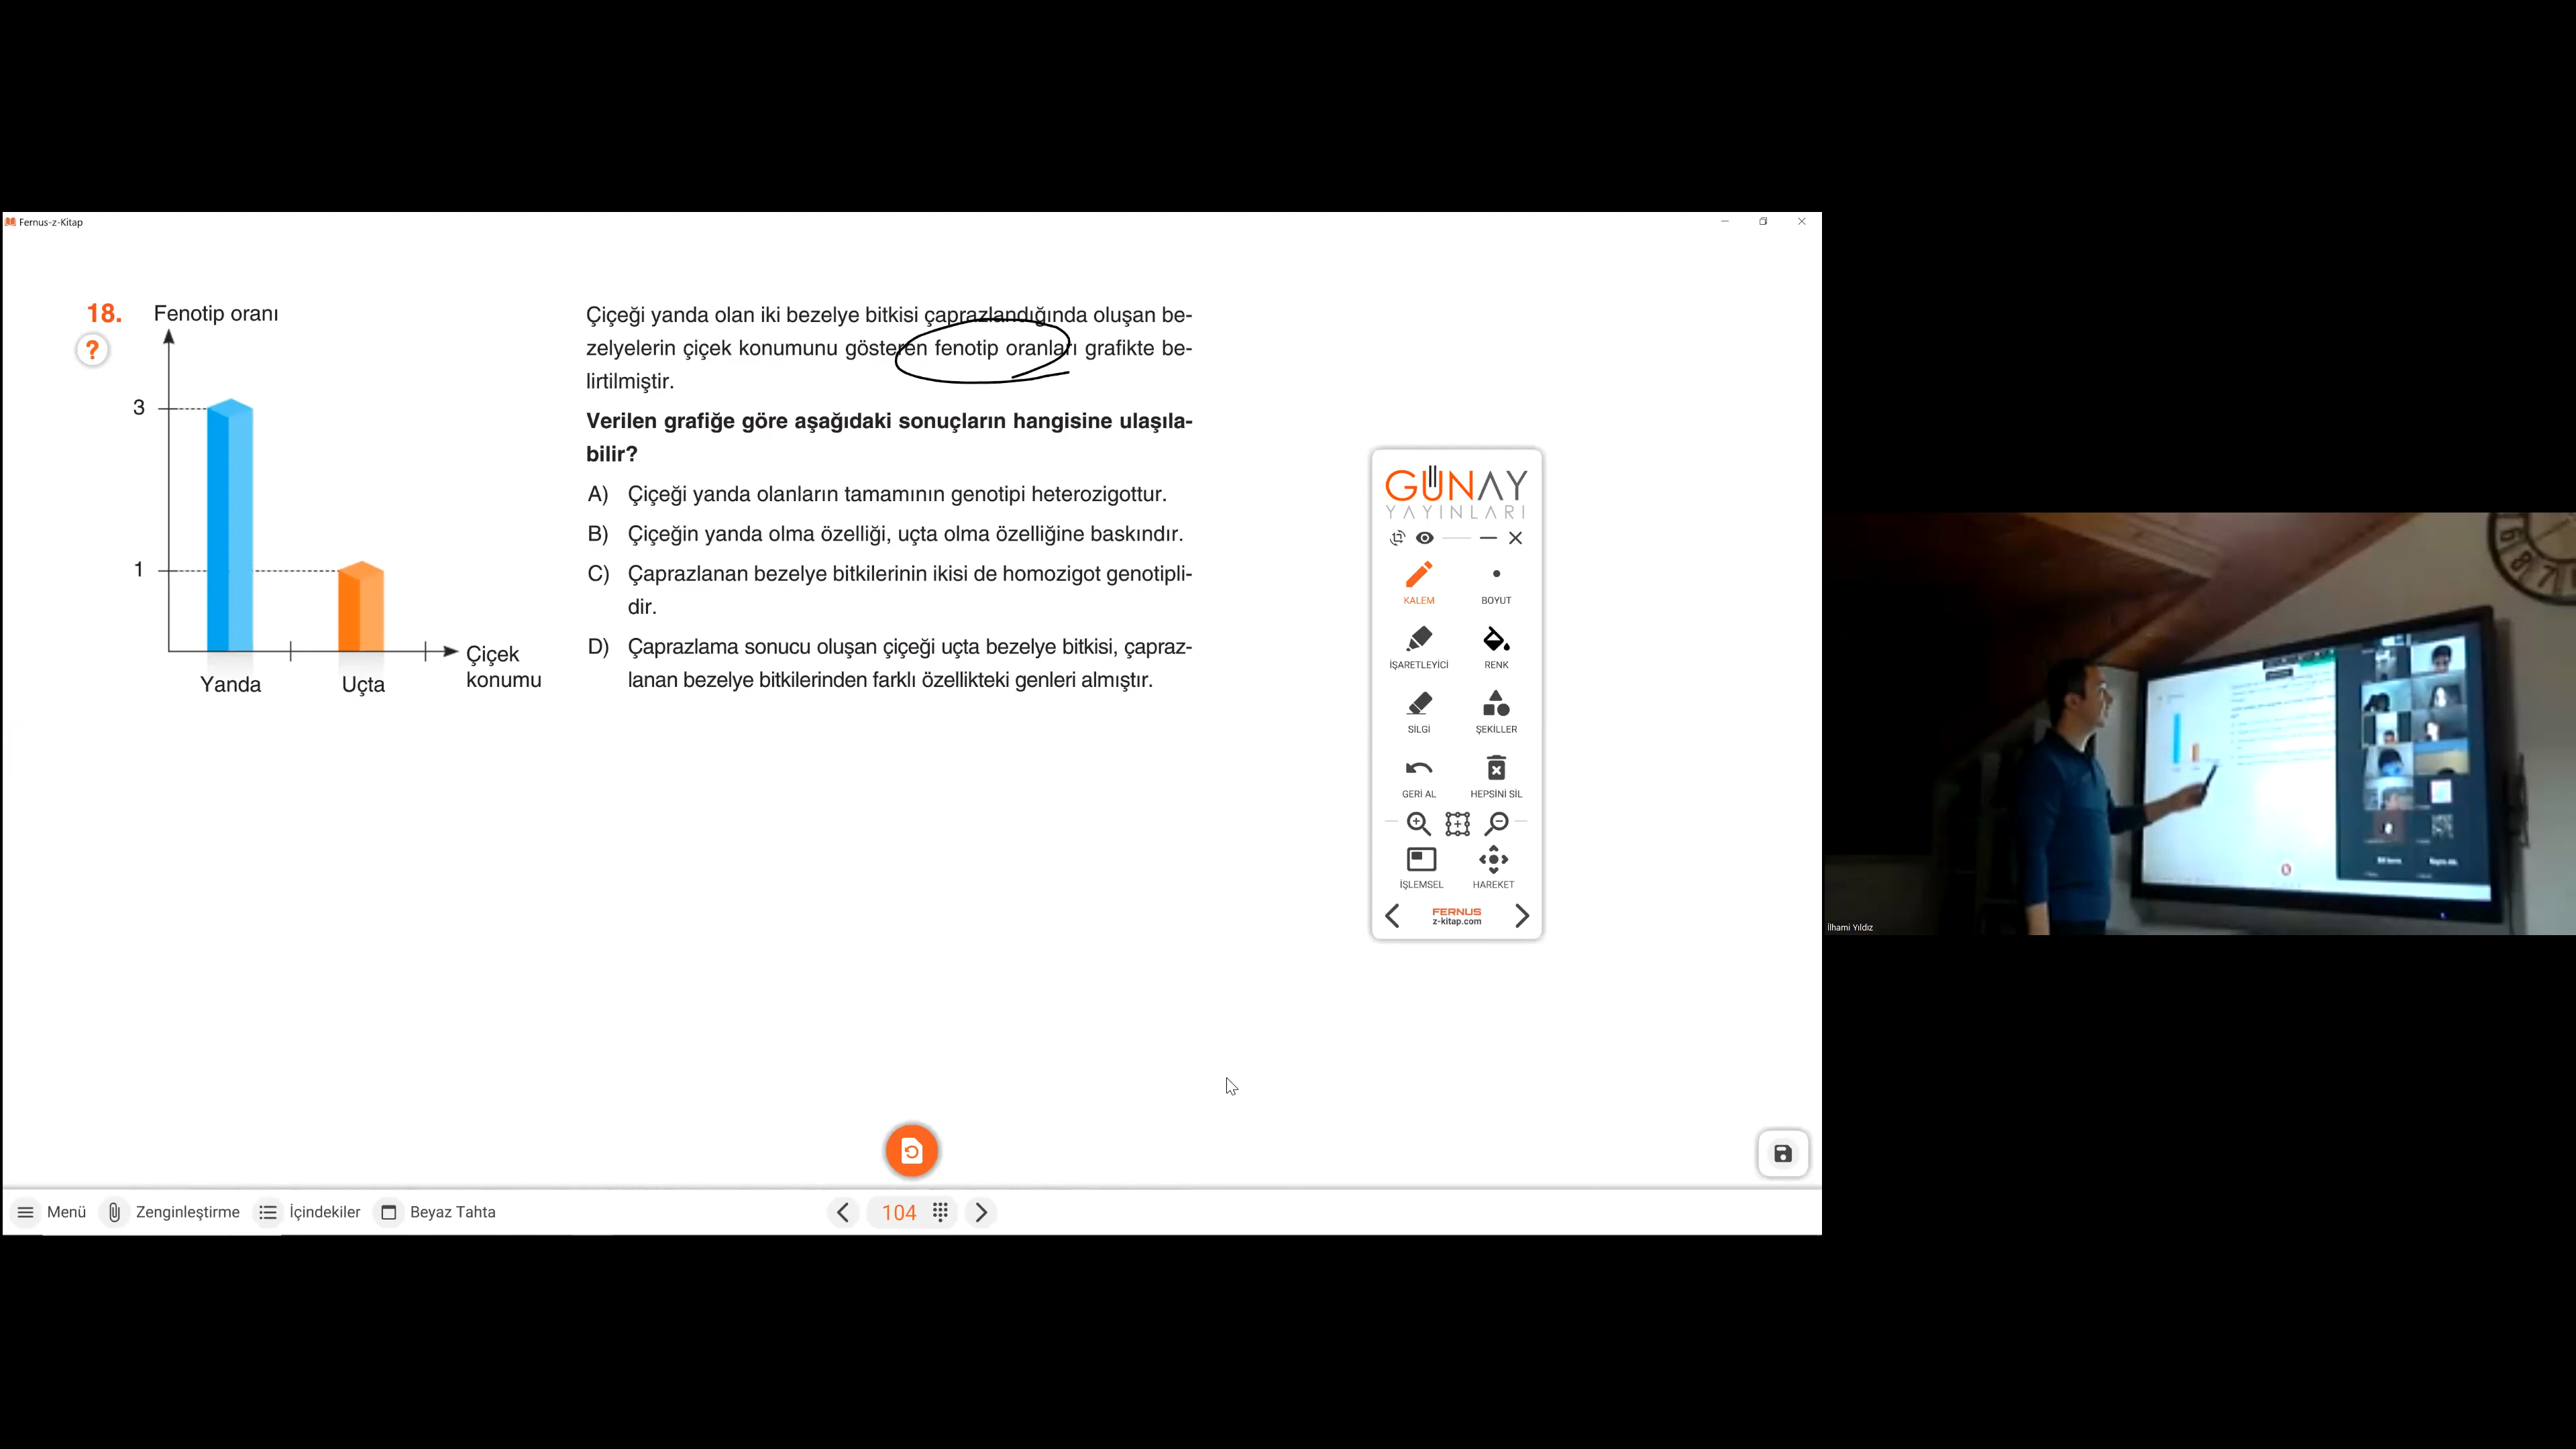 Fernus-z-Kitap
18.
Fenotip oranı
?
3
1
Yanda
Uçta
Çiçek
konumu
Çiçeği yanda olan iki bezelye bitkisi çaprazlandığında oluşan be-
zelyelerin çiçek konumunu gösteren fenotip oranları grafikte be-
lirtilmiştir.
Verilen grafiğe göre aşağıdaki sonuçların hangisine ulaşıla-
bilir?
A) Çiçeği yanda olanların tamamının genotipi heterozigottur.
B) Çiçeğin yanda olma özelliği, uçta olma özelliğine baskındır.
C) Çaprazlanan bezelye bitkilerinin ikisi de homozigot genotipli-
dir.
D) Çaprazlama sonucu oluşan çiçeği uçta bezelye bitkisi, çapraz-
lanan bezelye bitkilerinden farklı özellikteki genleri almıştır.
GÜNAY
YAYINLARI
KALEM
BOYUT
İŞARETLEYİCİ
RENK
SİLGİ
ŞEKİLLER
GERİ AL
HEPSİNİ SİL
İŞLEMSEL
HAREKET
FERNUS
z-kitap.com
Menü
Zenginleştirme
İçindekiler
Beyaz Tahta
104
İlhami Yıldız